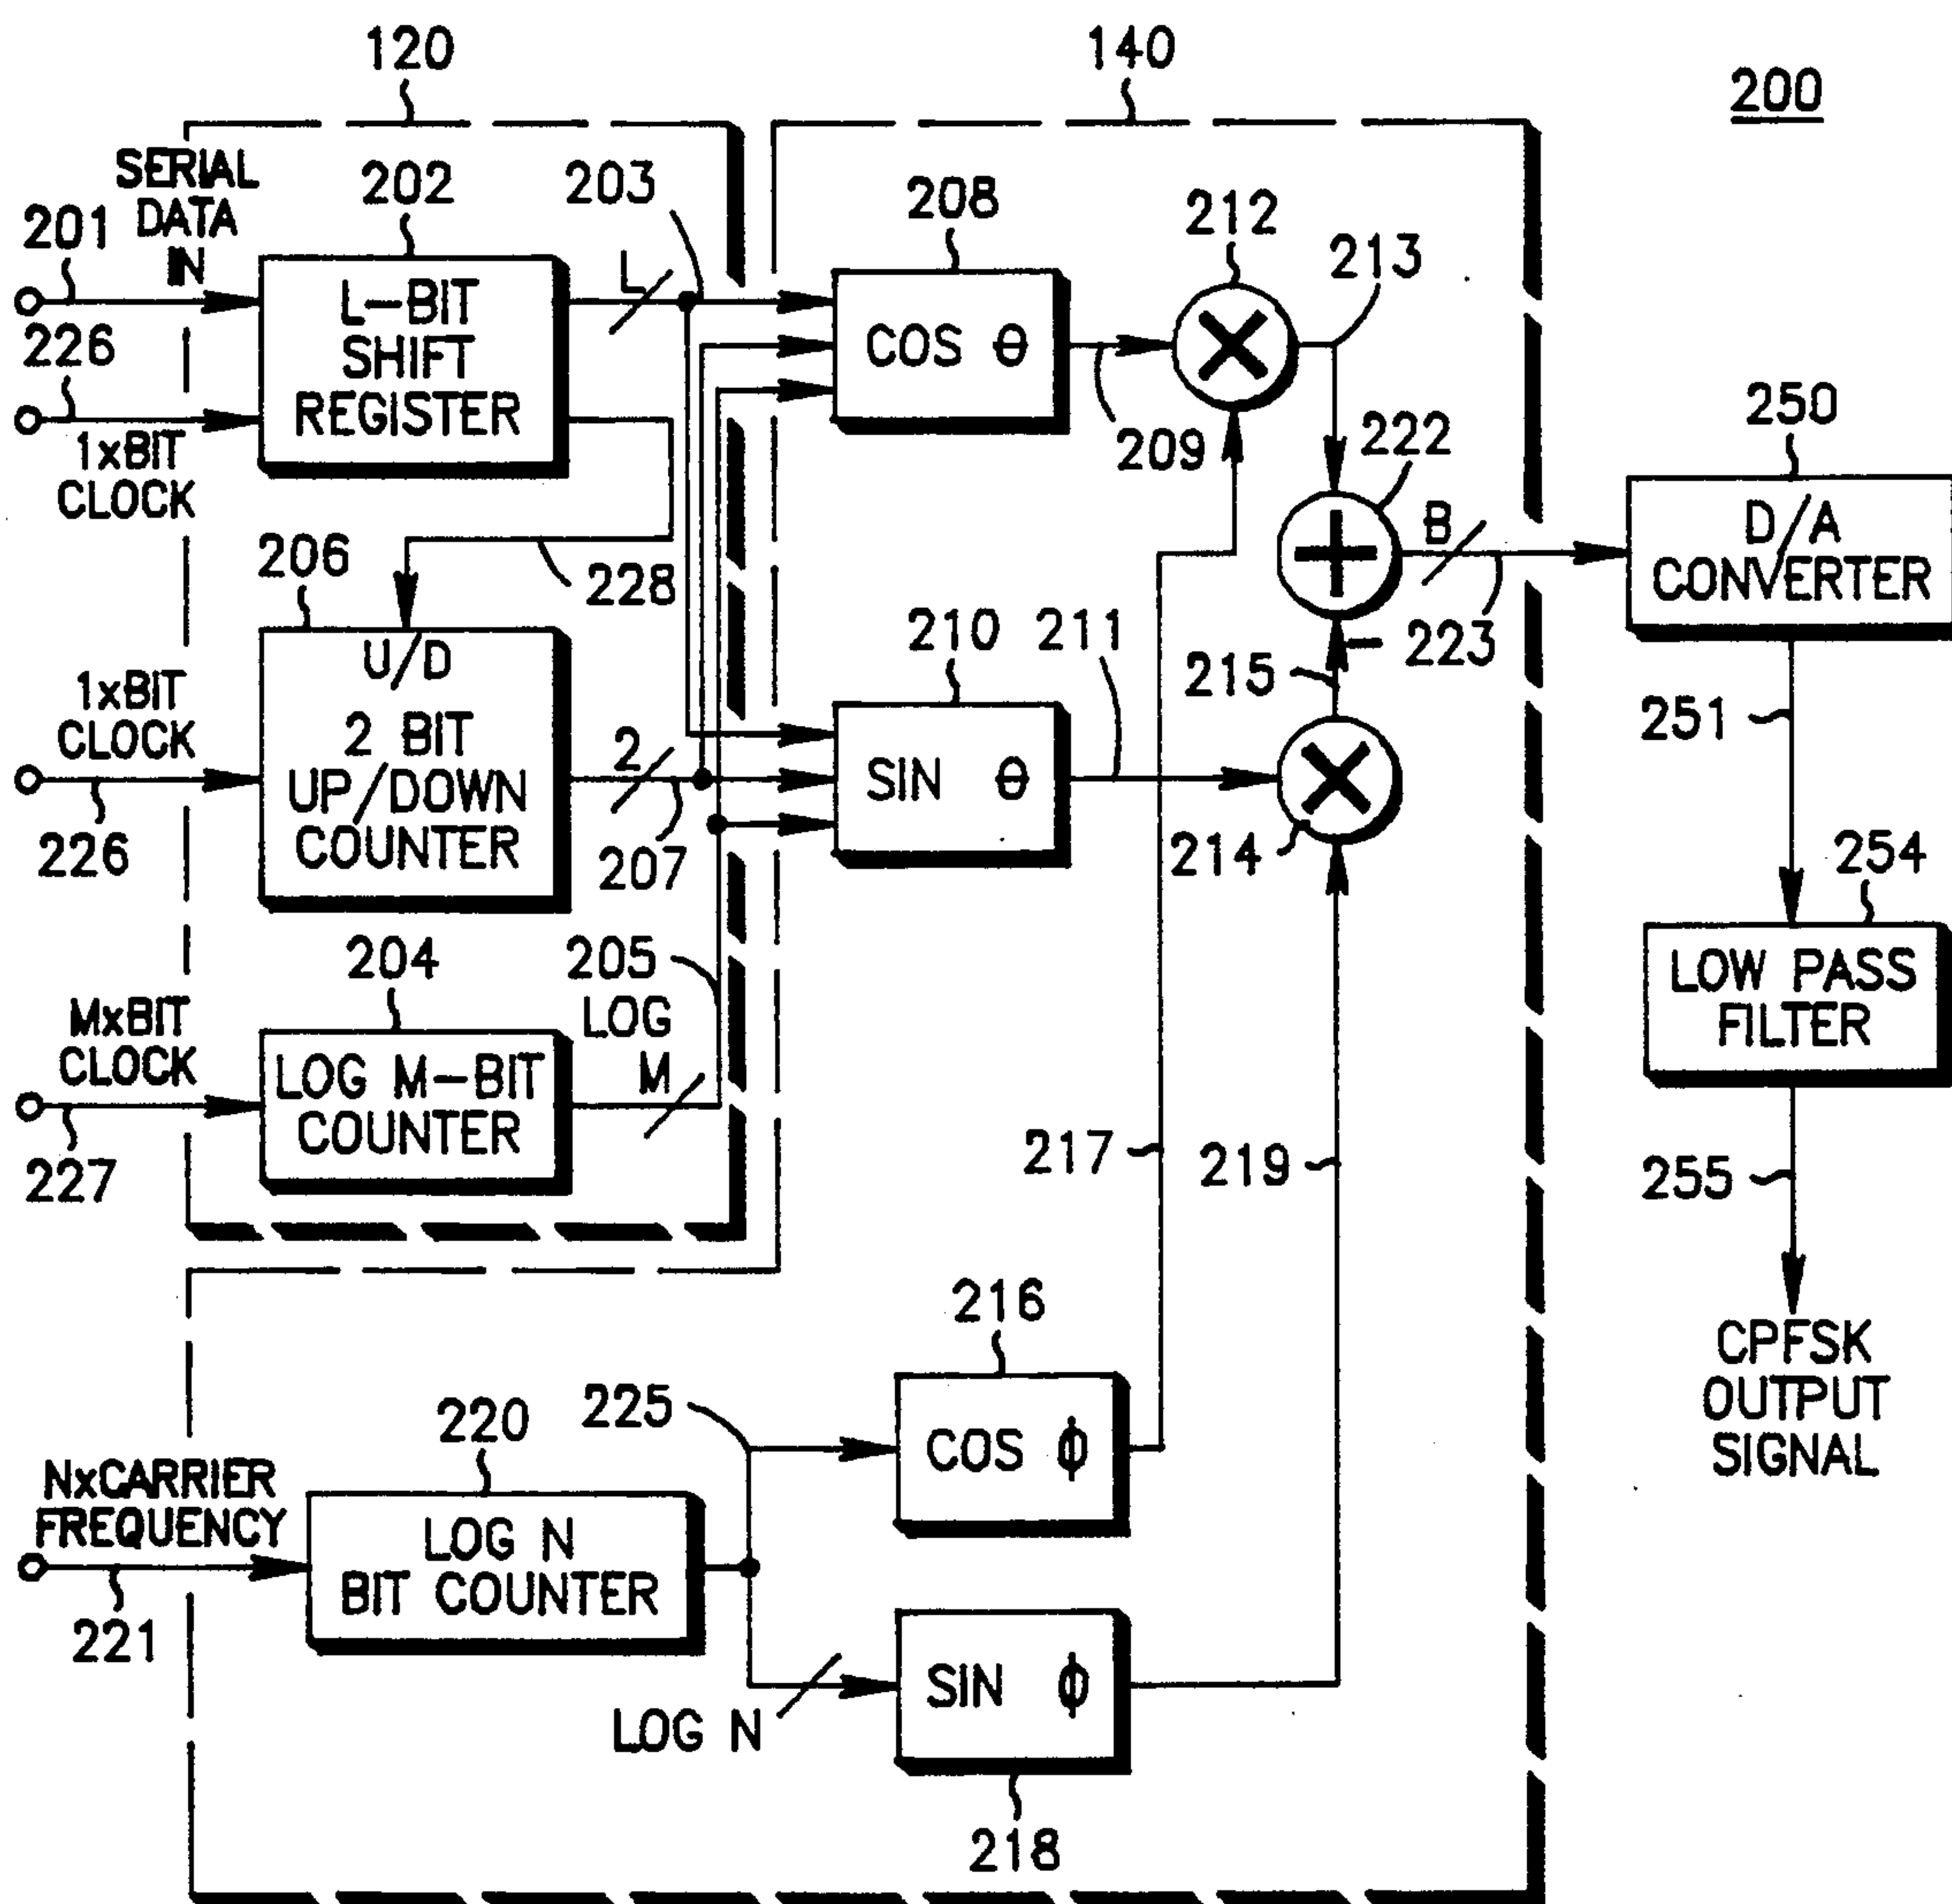 120
140
200
SERIAL
DATA
IN
201
202
203
208
212
213
L-BIT
SHIFT
REGISTER
L
COS θ
226
1xBIT
CLOCK
209
222
250
D/A
CONVERTER
B
223
206
228
U/D
2 BIT
UP/DOWN
COUNTER
1xBIT
CLOCK
226
2
207
210
211
SIN θ
215
214
251
254
LOW PASS
FILTER
204
205
LOG
M
MxBIT
CLOCK
LOG M-BIT
COUNTER
227
217
219
255
CPFSK
OUTPUT
SIGNAL
216
COS ϕ
225
220
NxCARRIER
FREQUENCY
LOG N
BIT COUNTER
221
LOG N
SIN ϕ
218